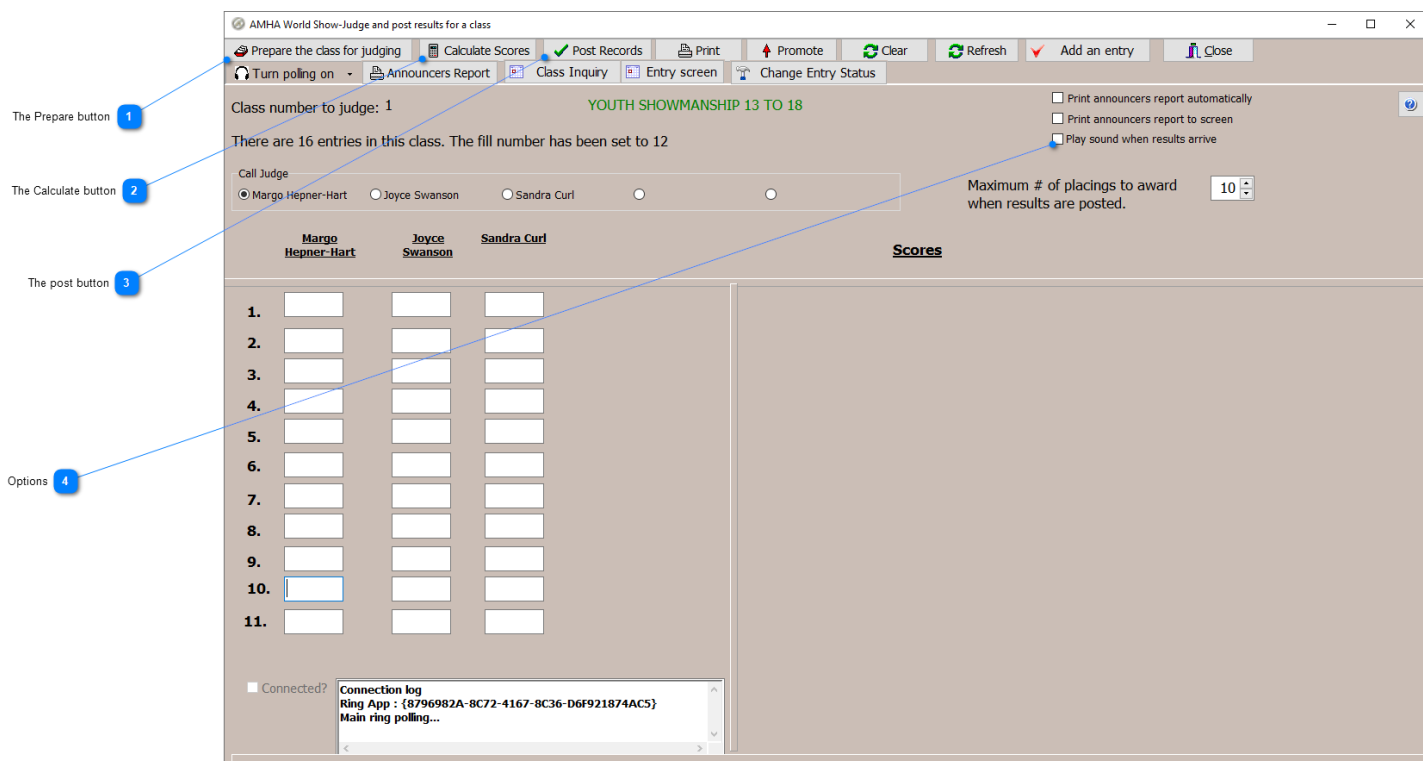 AMHA World Show-Judge and post results for a class
Prepare the class for judging Calculate Scores Post Records Print Promote Clear Refresh Add an entry Close
Turn polling on Announcers Report Class Inquiry Entry screen Change Entry Status
The Prepare button 1
Class number to judge: 1 YOUTH SHOWMANSHIP 13 TO 18
Print announcers report automatically
Print announcers report to screen
Play sound when results arrive
There are 16 entries in this class. The fill number has been set to 12
The Calculate button 2
Call Judge
Margo Hepner-Hart Joyce Swanson Sandra Curl
Maximum # of placings to award
when results are posted.
10
Margo
Hepner-Hart
Joyce
Swanson
Sandra Curl
Scores
The post button 3
1.
2.
3.
4.
5.
6.
7.
8.
9.
10.
11.
Options 4
Connected?
Connection log
Ring App : {8796982A-8C72-4167-8C36-D6F921874AC5}
Main ring polling...